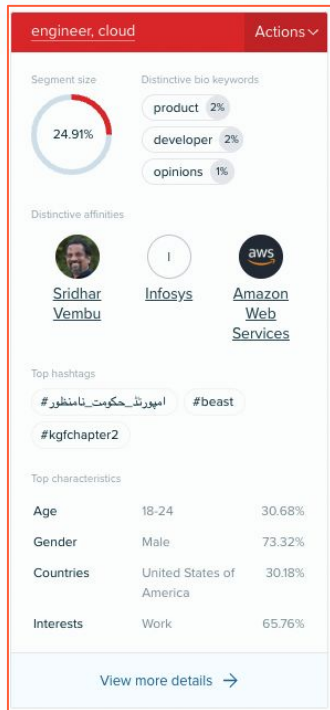 engineer, cloud
Actions
Segment size
Distinctive bio keywords
24.91%
product 2%
developer 2%
opinions 1%
Distinctive affinities
I
aws
Sridhar
Vembu
Infosys
Amazon
Web
Services
Top hashtags
#امپورٹڈ_حکومت_نامنظور
#beast
#kgfchapter2
Top characteristics
Age 18-24 30.68%
Gender Male 73.32%
Countries United States of 30.18%
America
Interests Work 65.76%
View more details →